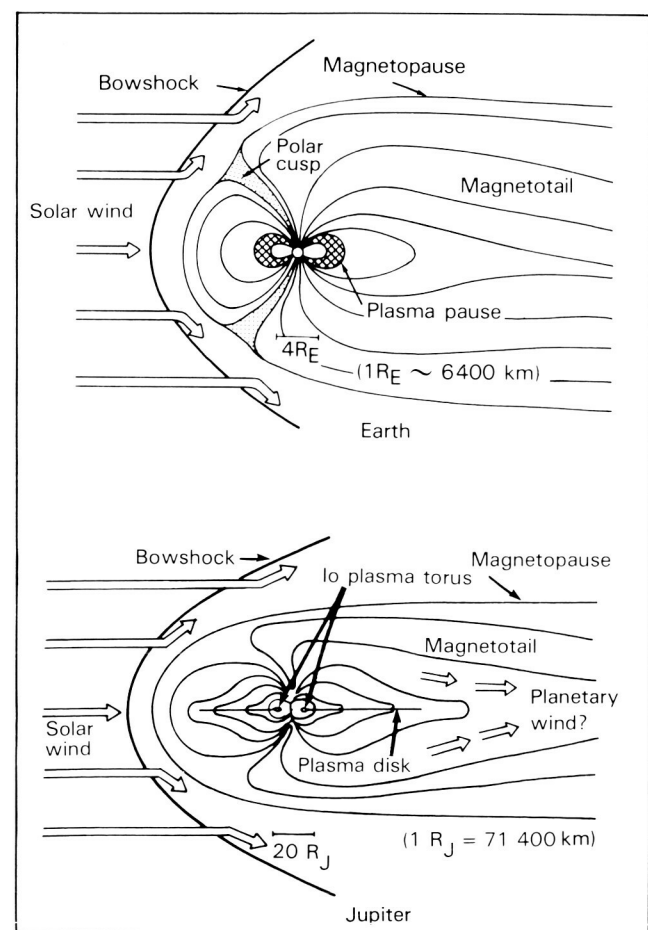 Magnetopause
Bowshock
Polar
cusp
Magnetotail
Solar wind
Plasma pause
4R_E
(1R_E ~ 6400 km)
Earth
Bowshock
Magnetopause
Io plasma torus
Magnetotail
Planetary
wind?
Solar
wind
Plasma disk
20 R_J
(1 R_J = 71 400 km)
Jupiter